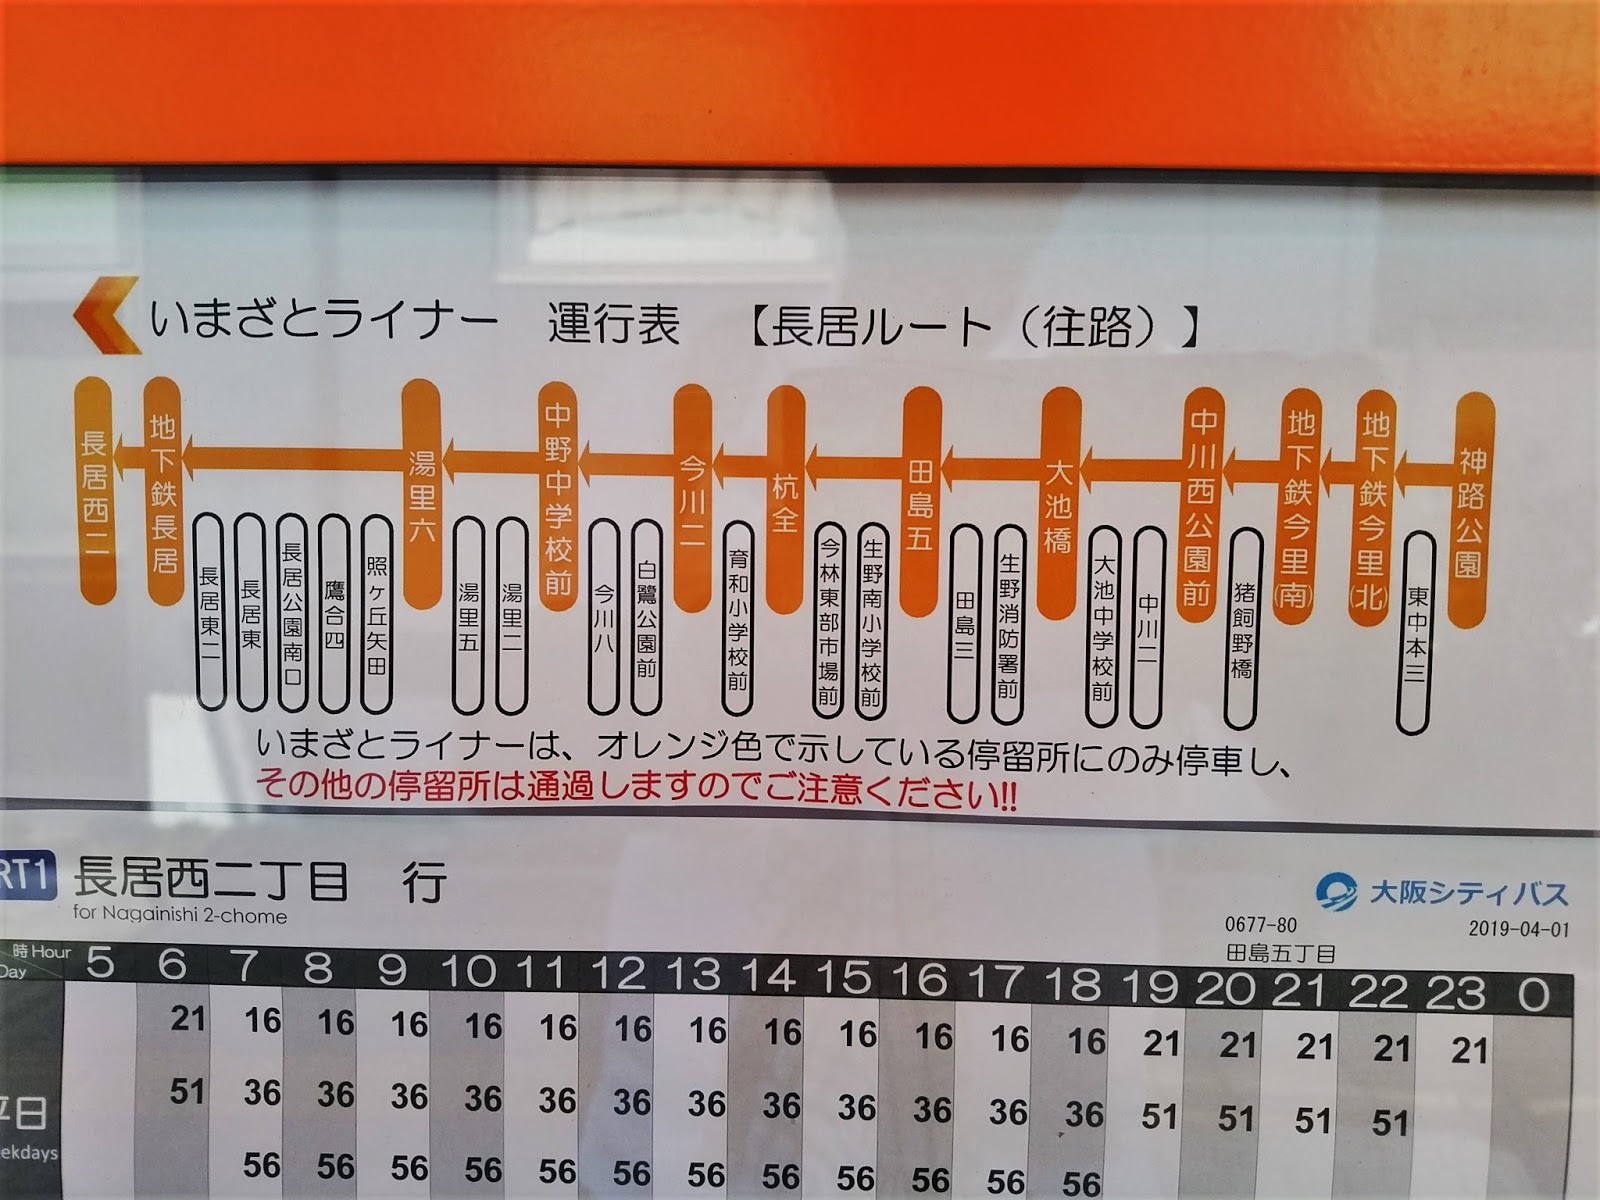 いまざとライナー 運行表 【長居ルート（往路）】
長居西二
地下鉄長居
長居東二
長居東
長居公園南口
鷹合四
照ヶ丘矢田
湯里六
湯里五
湯里二
中野中学校前
今川八
白鷺公園前
今川二
育和小学校前
杭全
今林東部市場前
生野南小学校前
田島五
田島三
生野消防署前
大池橋
大池中学校前
中川二
中川西公園前
猪飼野橋
地下鉄今里(南)
地下鉄今里(北)
東中本三
神路公園
いまざとライナーは、オレンジ色で示している停留所にのみ停車し、
その他の停留所は通過しますのでご注意ください!!
RT1 長居西二丁目 行
for Nagainishi 2-chome
大阪シティバス
0677-80 2019-04-01
田島五丁目
時 Hour 5 6 7 8 9 10 11 12 13 14 15 16 17 18 19 20 21 22 23 0
Day
21 16 16 16 16 16 16 16 16 16 16 16 16 21 21 21 21 21
51 36 36 36 36 36 36 36 36 36 36 36 36 51 51 51 51
平日
ekdays
56 56 56 56 56 56 56 56 56 56 56 56